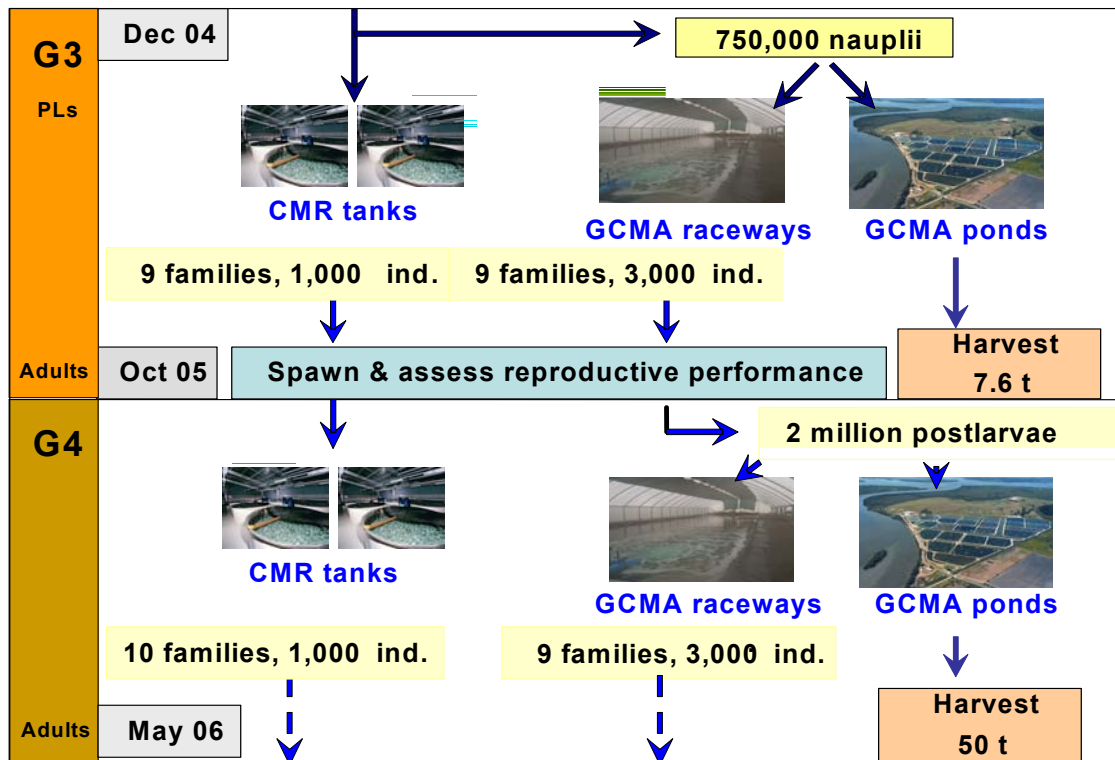 G3
PLs
Dec 04
750,000 nauplii
CMR tanks
GCMA raceways
GCMA ponds
9 families, 1,000 ind.
9 families, 3,000 ind.
Adults
Oct 05
Spawn & assess reproductive performance
Harvest
7.6 t
G4
2 million postlarvae
CMR tanks
GCMA raceways
GCMA ponds
10 families, 1,000 ind.
9 families, 3,000 ind.
Adults
May 06
Harvest
50 t